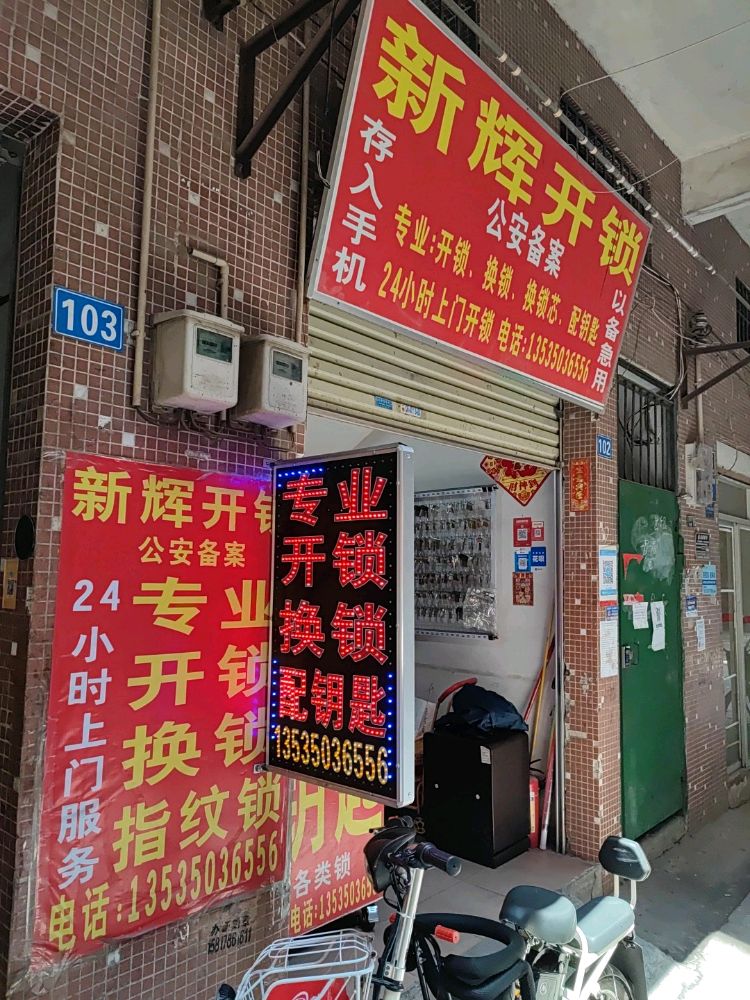 新辉开锁
公安备案
存入手机
专业:开锁、换锁、换锁芯、配钥匙
24小时上门开锁 电话:13535036556
以备急用
103
102
新辉开锁
公安备案
24小时上门服务
专业
开锁
换锁
指纹锁
电话:13535036556
专业
开锁
换锁
配钥匙
13535036556
各类锁
花呗